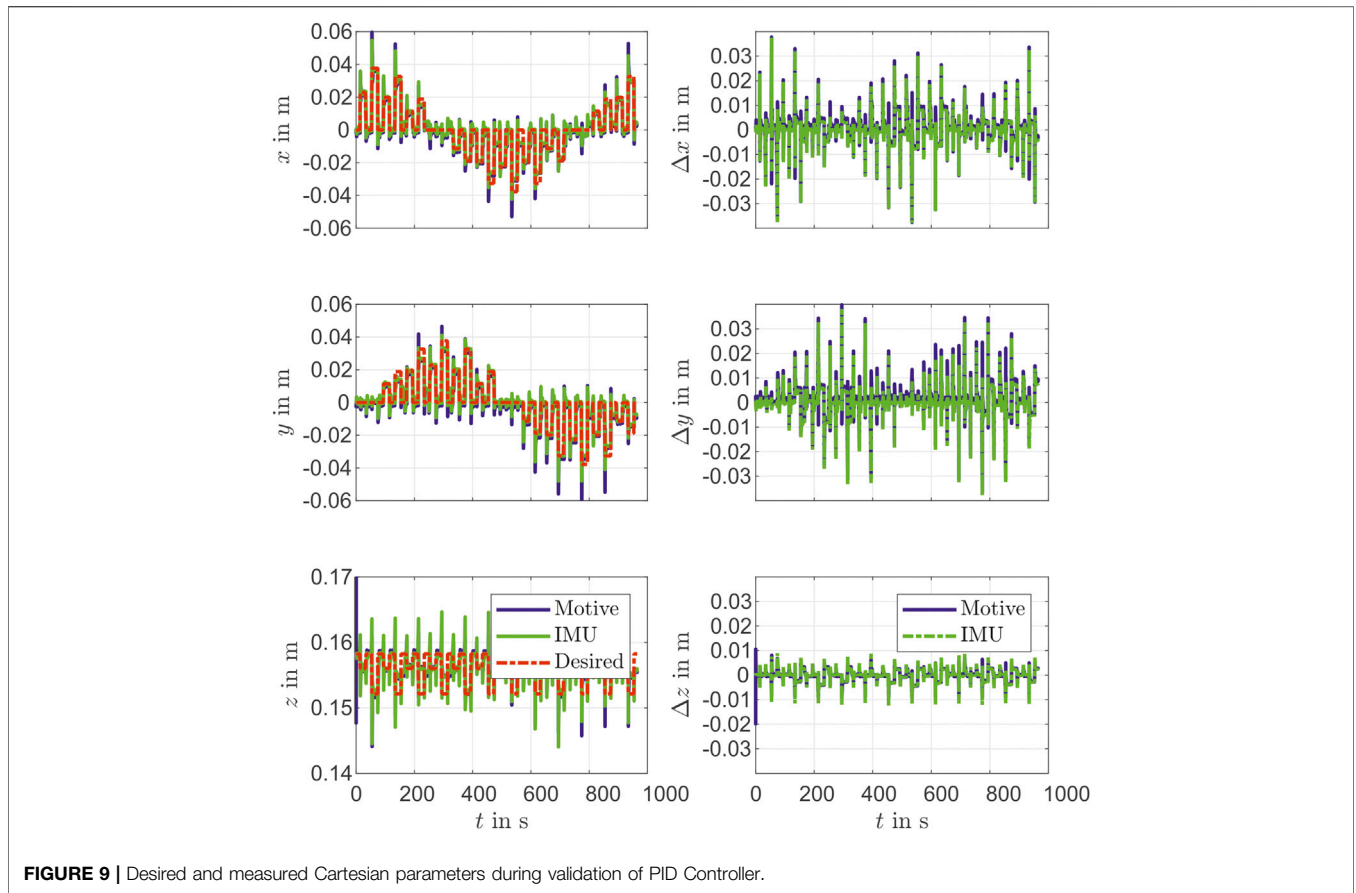 0.06
0.04
0.02
0
-0.02
-0.04
-0.06
x in m
0.03
0.02
0.01
0
-0.01
-0.02
-0.03
Δx in m
0.06
0.04
0.02
0
-0.02
-0.04
-0.06
y in m
0.03
0.02
0.01
0
-0.01
-0.02
-0.03
Δy in m
0.17
0.16
0.15
0.14
z in m
Motive
IMU
Desired
0 200 400 600 800 1000
t in s
0.03
0.02
0.01
0
-0.01
-0.02
-0.03
Δz in m
Motive
IMU
0 200 400 600 800 1000
t in s
FIGURE 9 | Desired and measured Cartesian parameters during validation of PID Controller.